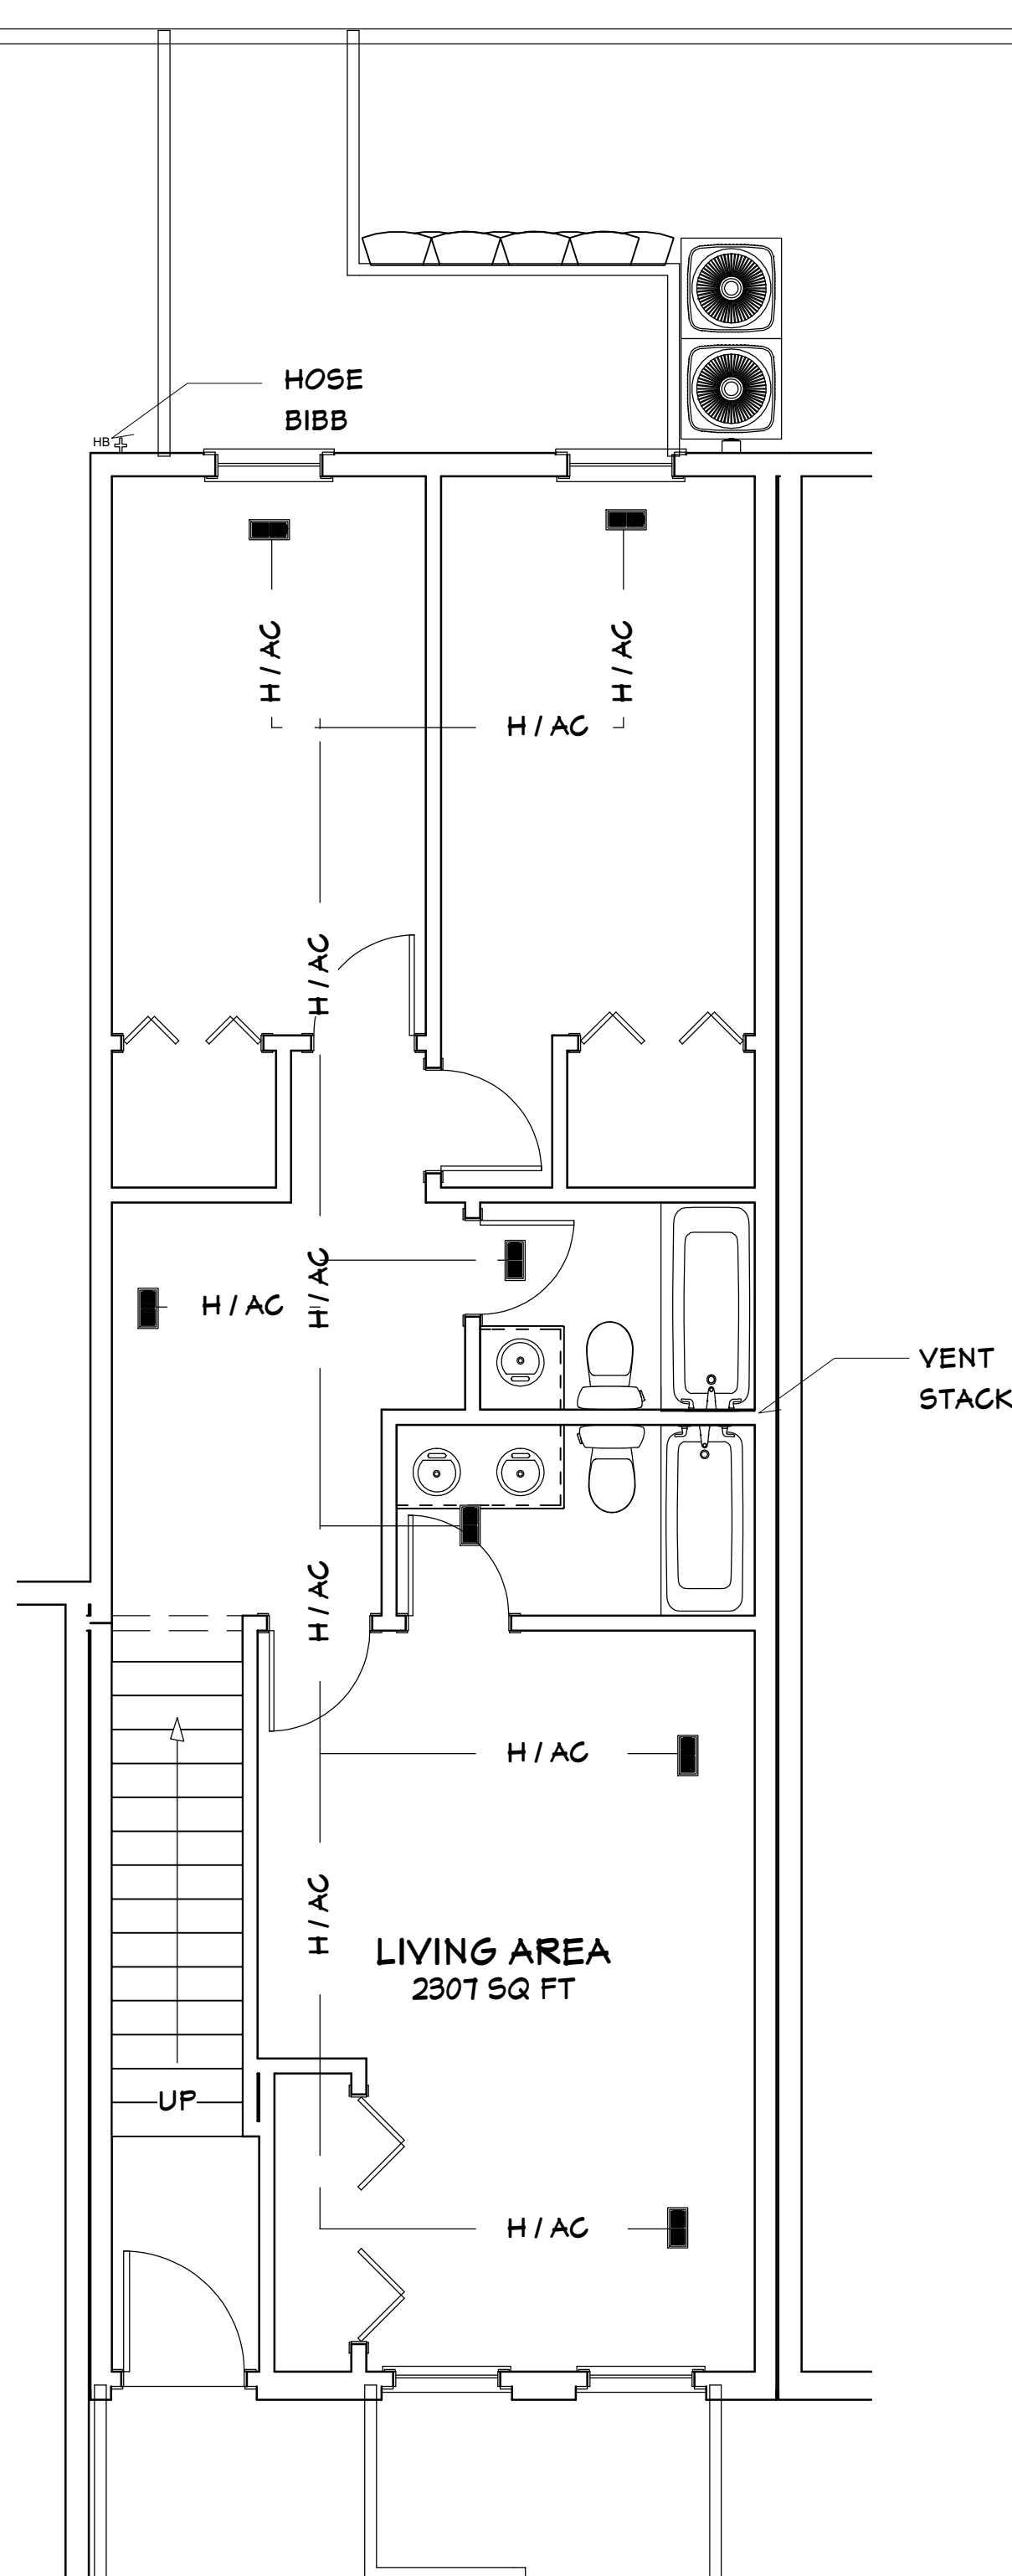 HOSE
BIBB
HB
H / AC
H / AC
H / AC
H / AC
H / AC
H / AC
VENT
STACK
H / AC
H / AC
H / AC
LIVING AREA
2307 SQ FT
UP
H / AC